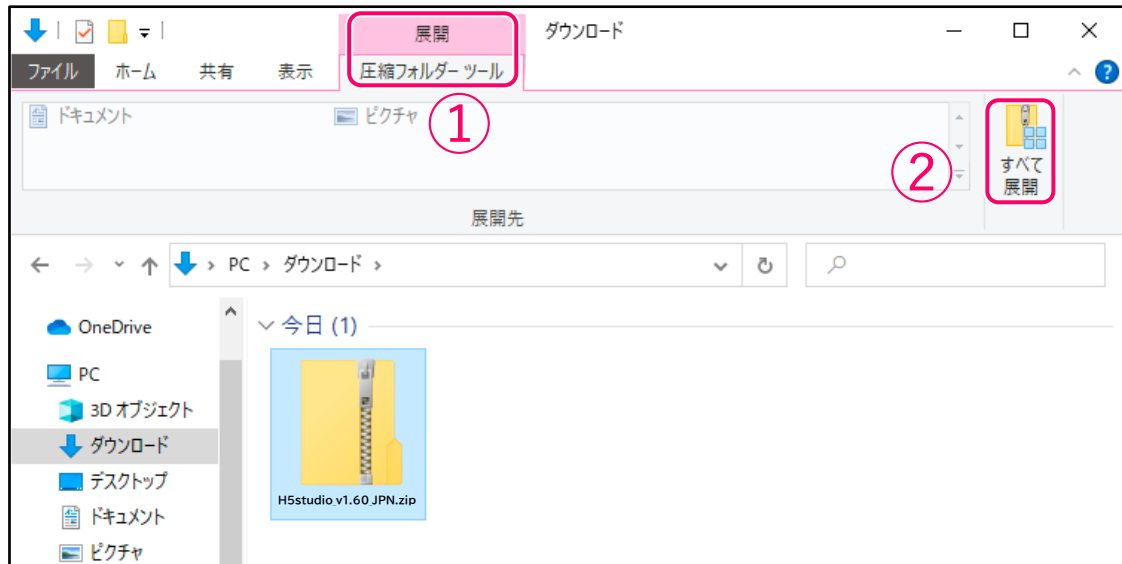 展開
ダウンロード
ファイル
ホーム
共有
表示
圧縮フォルダー ツール
?
ドキュメント
ピクチャ
①
②
すべて
展開
展開先
PC
ダウンロード
OneDrive
今日 (1)
PC
3D オブジェクト
ダウンロード
デスクトップ
ドキュメント
ピクチャ
H5studio_v1.60_JPN.zip